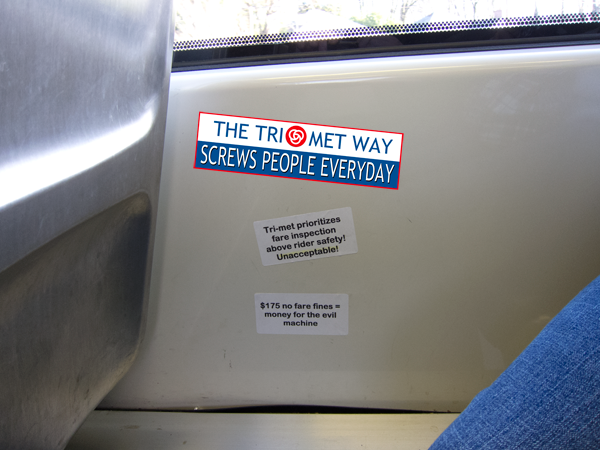 THE TRI MET WAY
SCREWS PEOPLE EVERYDAY
Tri-met prioritizes
fare inspection
above rider safety!
Unacceptable!
$175 no fare fines =
money for the evil
machine